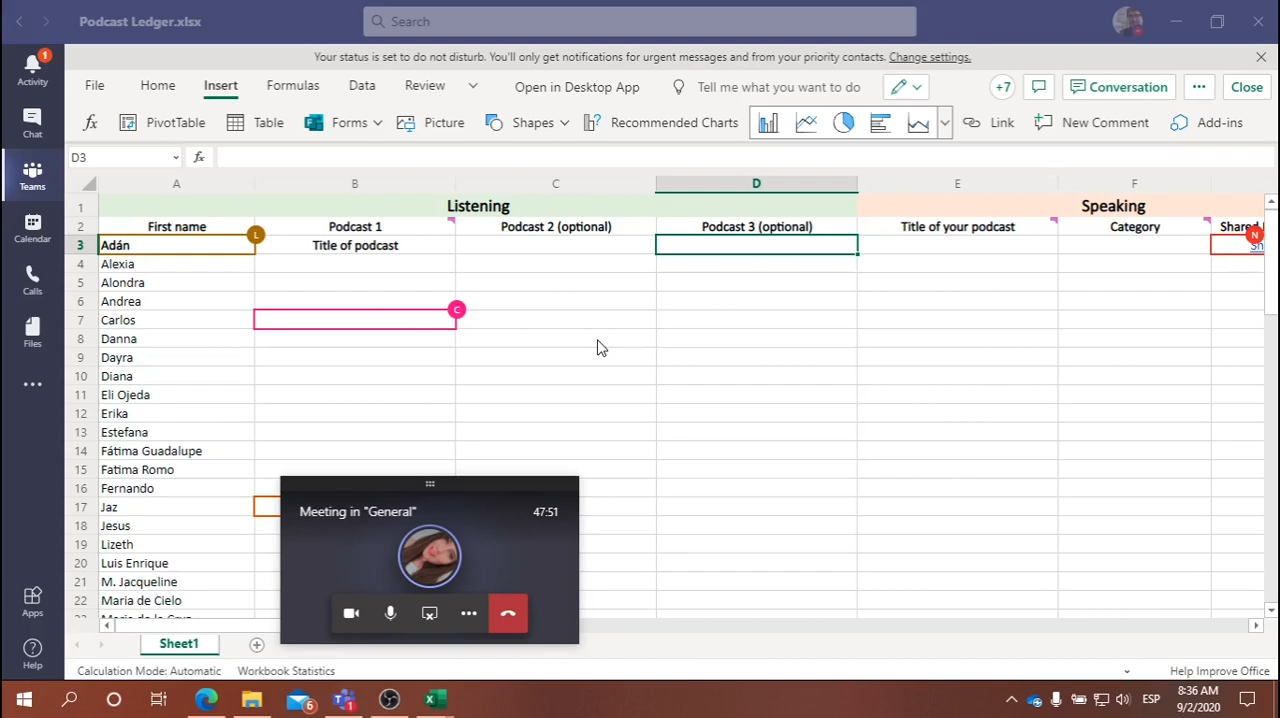 Podcast Ledger.xlsx
Search
Your status is set to do not disturb. You'll only get notifications for urgent messages and from your priority contacts. Change settings.
1
Activity
Chat
Teams
Calendar
Calls
Files
Apps
Help
File Home Insert Formulas Data Review Open in Desktop App Tell me what you want to do +7 Conversation Close
fx PivotTable Table Forms Picture Shapes Recommended Charts Link New Comment Add-ins
D3 fx
A B C D E F
1 Listening Speaking
2 First name Podcast 1 Podcast 2 (optional) Podcast 3 (optional) Title of your podcast Category
L N
3 Adán Title of podcast
4 Alexia
5 Alondra
6 Andrea
C
7 Carlos
8 Danna
9 Dayra
10 Diana
11 Eli Ojeda
12 Erika
13 Estefana
14 Fátima Guadalupe
15 Fatima Romo
16 Fernando
17 Jaz
18 Jesus
19 Lizeth
20 Luis Enrique
21 M. Jacqueline
22 Maria de Cielo
Meeting in "General" 47:51
Sheet1
Calculation Mode: Automatic Workbook Statistics Help Improve Office
6 1 ESP 8:36 AM
9/2/2020